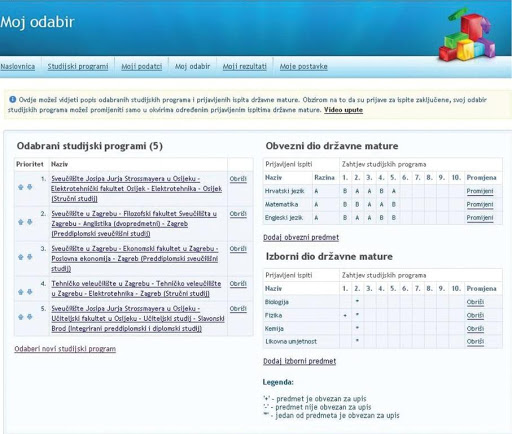 Moj odabir
Naslovnica Studijski programi Moji podatci Moj odabir Moji rezultati Moje postavke
Ovdje možeš vidjeti popis odabranih studijskih programa i prijavljenih ispita državne mature. Obzirom na to da su prijave za ispite zaključene, svoj odabir
studijskih programa možeš promijeniti samo u okvirima određenim prijavljenim ispitima državne mature. Video upute
Odabrani studijski programi (5)
Prioritet Naziv
1. Sveučilište Josipa Jurja Strossmayera u Osijeku - Obriši
Elektrotehnički fakultet Osijek - Elektrotehnika - Osijek
(Stručni studij)
2. Sveučilište u Zagrebu - Filozofski fakultet Sveučilišta u Obriši
Zagrebu - Anglistika (dvopredmetni) - Zagreb
(Preddiplomski sveučilišni studij)
3. Sveučilište u Zagrebu - Ekonomski fakultet u Zagrebu - Obriši
Poslovna ekonomija - Zagreb (Preddiplomski sveučilišni
studij)
4. Tehničko veleučilište u Zagrebu - Tehničko veleučilište Obriši
u Zagrebu - Elektrotehnika - Zagreb (Stručni studij)
5. Sveučilište Josipa Jurja Strossmayera u Osijeku - Obriši
Učiteljski fakultet u Osijeku - Učiteljski studij - Slavonski
Brod (Integrirani preddiplomski i diplomski studij)
Odaberi novi studijski program
Obvezni dio državne mature
Prijavljeni ispiti Zahtjev studijskih programa
Naziv Razina 1. 2. 3. 4. 5. 6. 7. 8. 9. 10. Promjena
Hrvatski jezik A B A A B A Promijeni
Matematika A B A A B B Promijeni
Engleski jezik A B A A B B Promijeni
Dodaj obvezni predmet
Izborni dio državne mature
Prijavljeni ispiti Zahtjev studijskih programa
Naziv 1. 2. 3. 4. 5. 6. 7. 8. 9. 10. Promjena
Biologija * Obriši
Fizika + * Obriši
Kemija * Obriši
Likovna umjetnost * Obriši
Dodaj izborni predmet
Legenda:
'+' - predmet je obvezan za upis
'-' - predmet nije obvezan za upis
'*' - jedan od predmeta je obvezan za upis